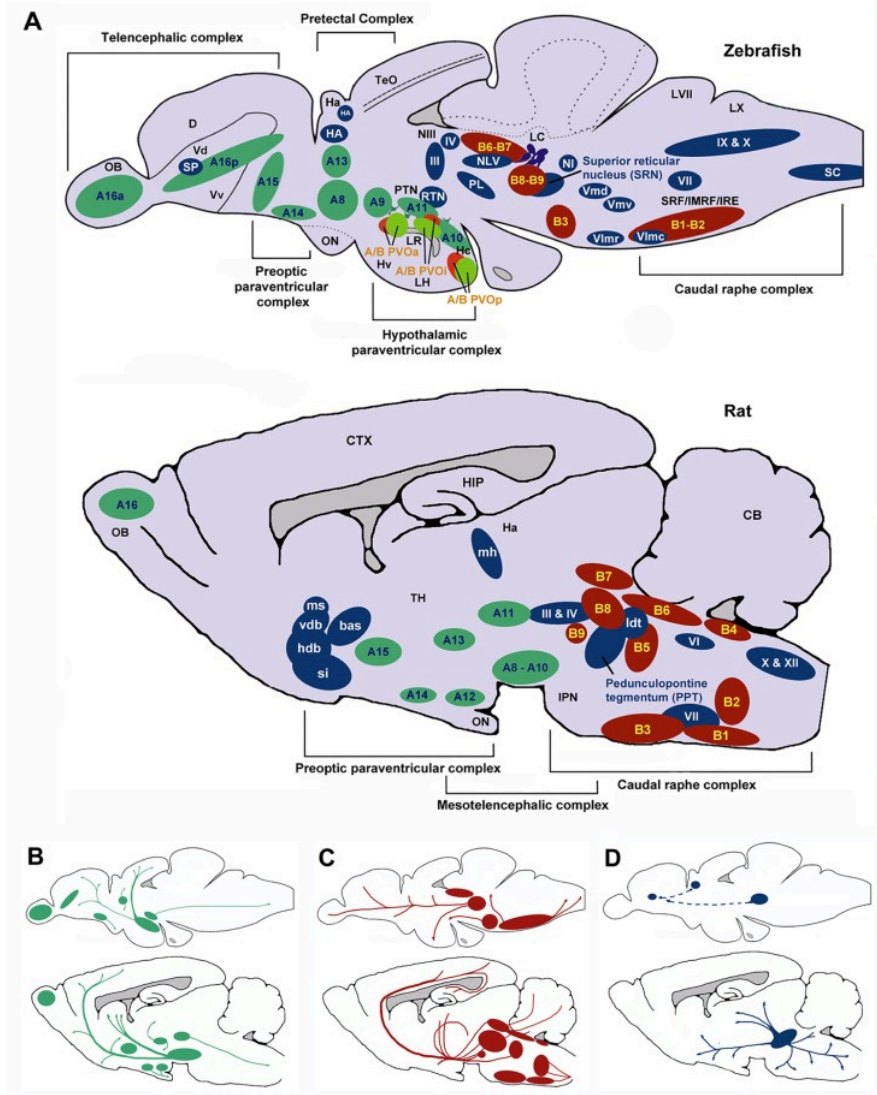 A
Pretectal Complex
Telencephalic complex
Zebrafish
TeO
Ha
HA
HA
LVII
LX
D
Vd
SP
A16p
OB
A16a
Vv
A15
A14
A13
A8
ON
NIII
IV
III
B6-B7
NLV
LC
B8-B9
NI
Superior reticular
nucleus (SRN)
PL
Vmd
Vmv
VII
IX & X
SC
SRF/IMRF/IRE
B1-B2
B3
VImr
VImc
PTN
RTN
A9
A11
A10
LR
Hc
A/B PVOa
Hv
A/B PVOi
LH
A/B PVOp
Preoptic
paraventricular
complex
Caudal raphe complex
Hypothalamic
paraventricular complex
Rat
CTX
HIP
CB
A16
OB
Ha
mh
TH
ms
vdb
bas
hdb
si
A15
A13
A11
III & IV
B7
B8
B9
ldt
B6
B5
B4
VI
X & XII
A8 - A10
A14
A12
ON
IPN
Pedunculopontine
tegmentum (PPT)
B2
VII
B3
B1
Preoptic paraventricular complex
Caudal raphe complex
Mesotelencephalic complex
B
C
D